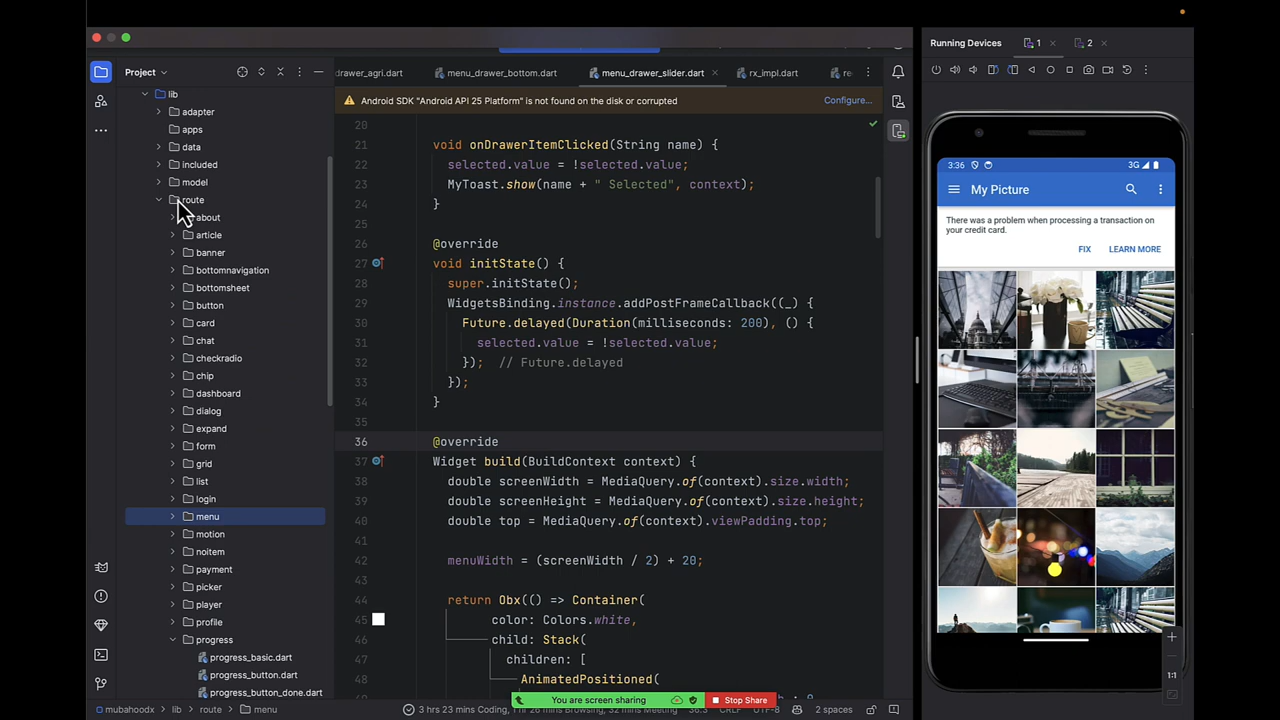 Project
lib
adapter
apps
data
included
model
route
about
article
banner
bottomnavigation
bottomsheet
button
card
chat
checkradio
chip
dashboard
dialog
expand
form
grid
list
login
menu
motion
noitem
payment
picker
player
profile
progress
progress_basic.dart
progress_button.dart
progress_button_done.dart
drawer_agri.dart
menu_drawer_bottom.dart
menu_drawer_slider.dart
rx_impl.dart
re
Android SDK "Android API 25 Platform" is not found on the disk or corrupted
Configure...
20
21 void onDrawerItemClicked(String name) {
22 selected.value = !selected.value;
23 MyToast.show(name + " Selected", context);
24 }
25
26 @override
27 void initState() {
28 super.initState();
29 WidgetsBinding.instance.addPostFrameCallback((_) {
30 Future.delayed(Duration(milliseconds: 200), () {
31 selected.value = !selected.value;
32 }); // Future.delayed
33 });
34 }
35
36 @override
37 Widget build(BuildContext context) {
38 double screenWidth = MediaQuery.of(context).size.width;
39 double screenHeight = MediaQuery.of(context).size.height;
40 double top = MediaQuery.of(context).viewPadding.top;
41
42 menuWidth = (screenWidth / 2) + 20;
43
44 return Obx(() => Container(
45 color: Colors.white,
46 child: Stack(
47 children: [
48 AnimatedPositioned(
You are screen sharing
Stop Share
mubahoodx lib route menu
36:3
CRLF UTF-8
2 spaces
Running Devices
1
2
3:36
3G
My Picture
There was a problem when processing a transaction on
your credit card.
FIX LEARN MORE
1:1